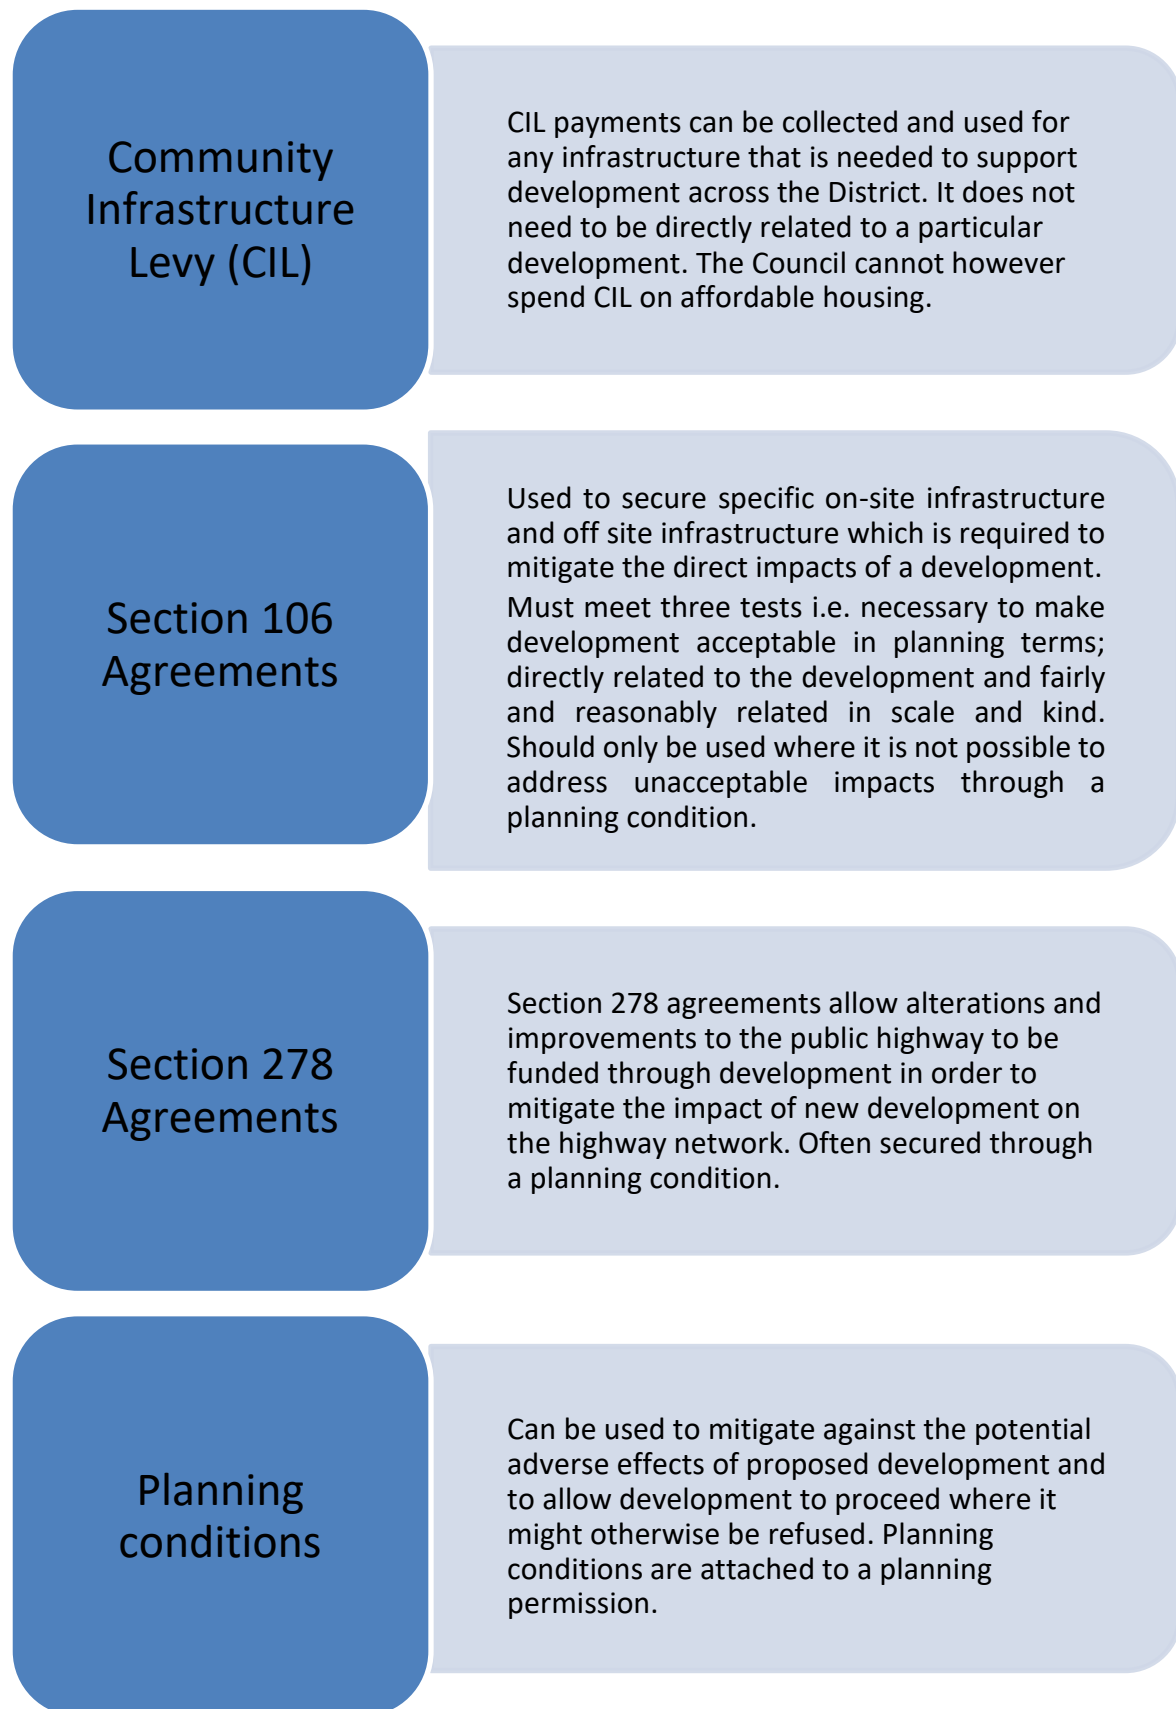 Community
Infrastructure
Levy (CIL)
CIL payments can be collected and used for
any infrastructure that is needed to support
development across the District. It does not
need to be directly related to a particular
development. The Council cannot however
spend CIL on affordable housing.
Section 106
Agreements
Used to secure specific on-site infrastructure
and off site infrastructure which is required to
mitigate the direct impacts of a development.
Must meet three tests i.e. necessary to make
development acceptable in planning terms;
directly related to the development and fairly
and reasonably related in scale and kind.
Should only be used where it is not possible to
address unacceptable impacts through a
planning condition.
Section 278
Agreements
Section 278 agreements allow alterations and
improvements to the public highway to be
funded through development in order to
mitigate the impact of new development on
the highway network. Often secured through
a planning condition.
Planning
conditions
Can be used to mitigate against the potential
adverse effects of proposed development and
to allow development to proceed where it
might otherwise be refused. Planning
conditions are attached to a planning
permission.